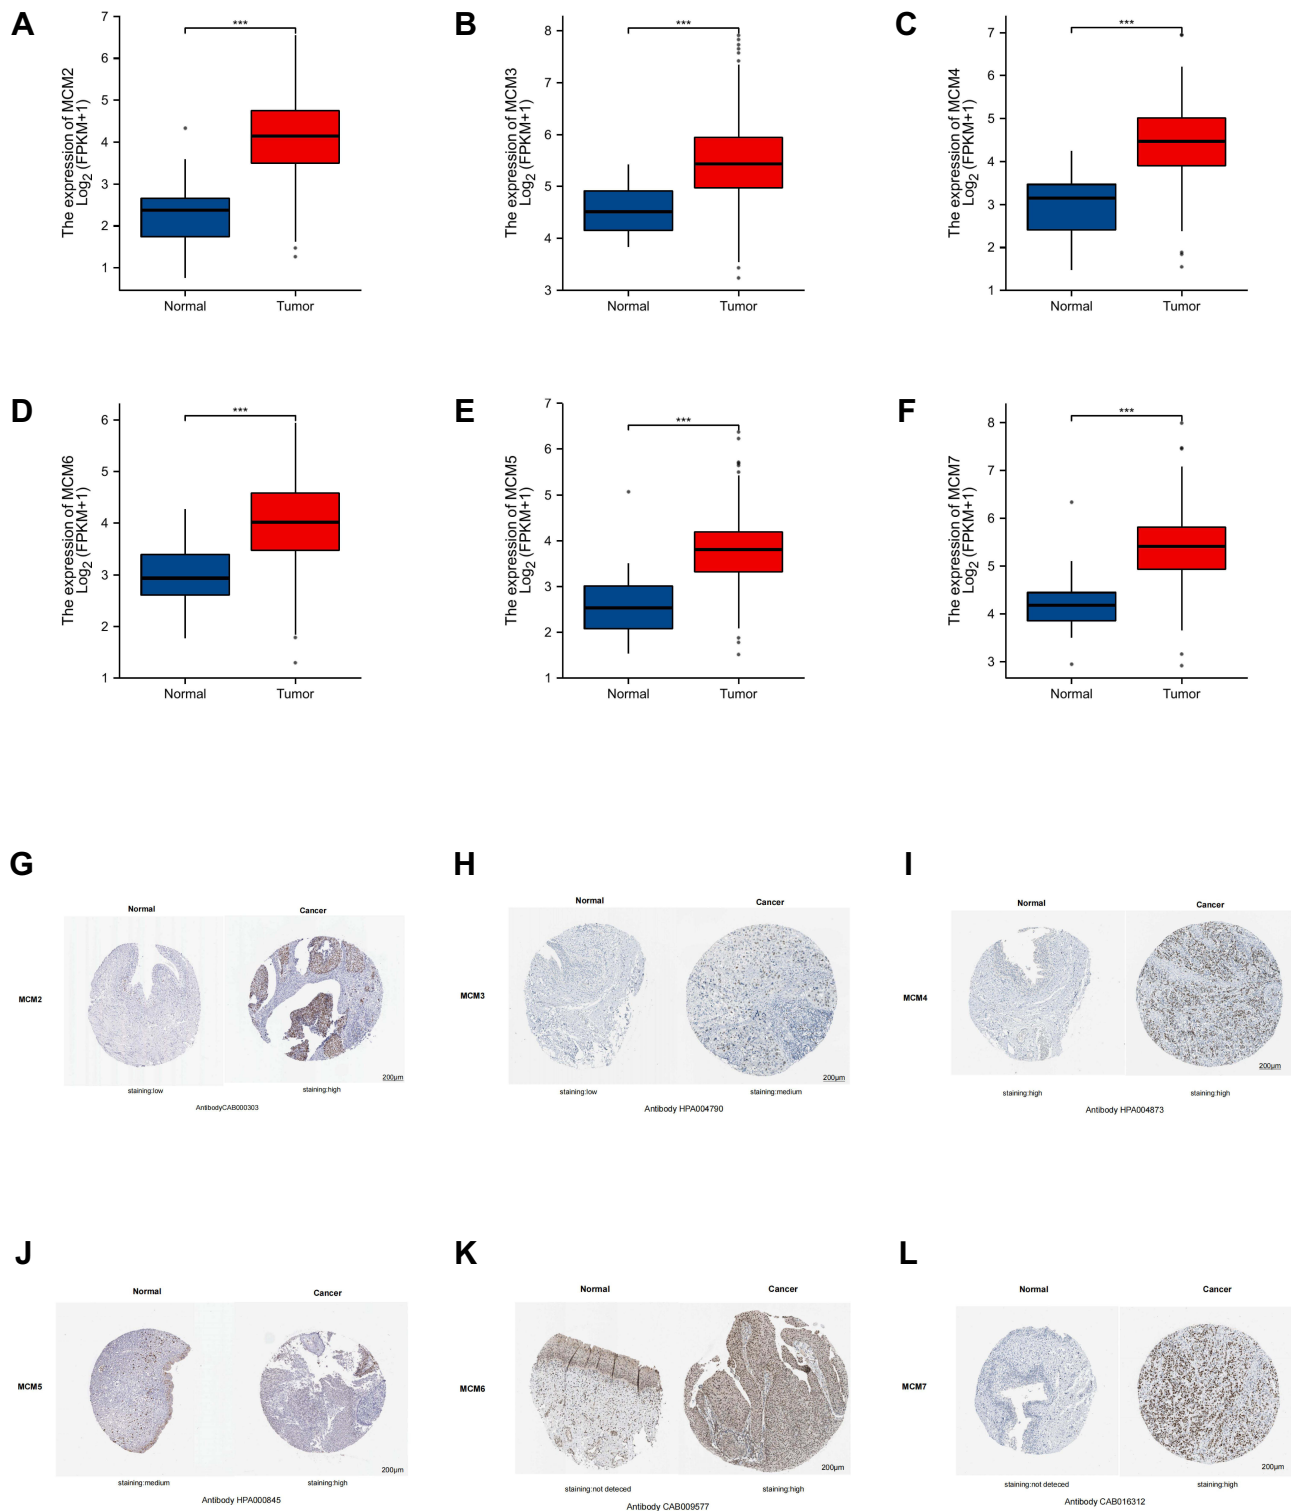 A
The expression of MCM2
Log2 (FPKM+1)
7
6
5
4
3
2
1
***
Normal
Tumor
B
The expression of MCM3
Log2 (FPKM+1)
8
7
6
5
4
3
***
Normal
Tumor
C
The expression of MCM4
Log2 (FPKM+1)
7
6
5
4
3
2
1
***
Normal
Tumor
D
The expression of MCM6
Log2 (FPKM+1)
6
5
4
3
2
1
***
Normal
Tumor
E
The expression of MCM5
Log2 (FPKM+1)
7
6
5
4
3
2
1
***
Normal
Tumor
F
The expression of MCM7
Log2 (FPKM+1)
8
7
6
5
4
3
***
Normal
Tumor
G
Normal
Cancer
MCM2
200μm
staining:low
staining:high
AntibodyCAB000303
H
Normal
Cancer
MCM3
200μm
staining:low
staining:medium
Antibody HPA004790
I
Normal
Cancer
MCM4
200μm
staining:high
staining:high
Antibody HPA004873
J
Normal
Cancer
MCM5
200μm
staining:medium
staining:high
Antibody HPA000845
K
Normal
Cancer
MCM6
200μm
staining:not deteced
staining:high
Antibody CAB009577
L
Normal
Cancer
MCM7
200μm
staining:not deteced
staining:high
Antibody CAB016312